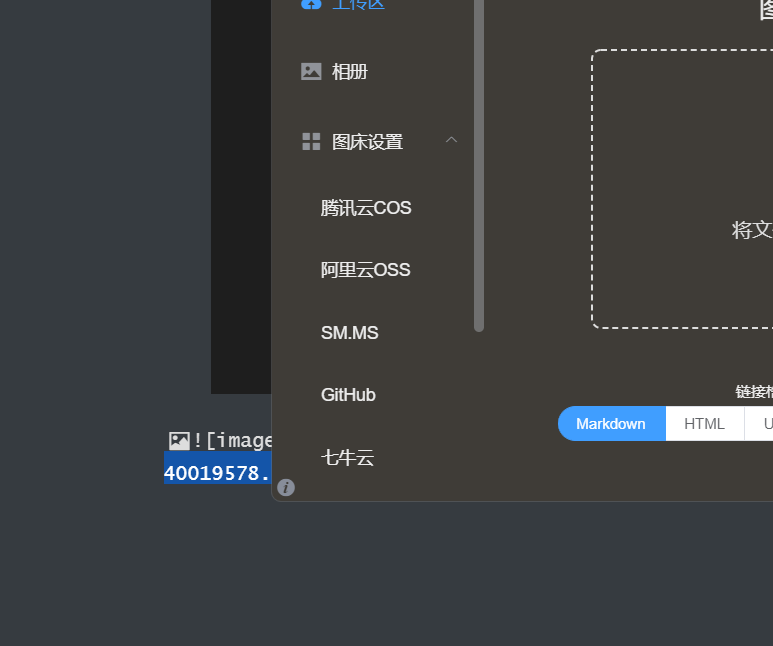 上传区
相册
图床设置
腾讯云COS
阿里云OSS
SM.MS
GitHub
七牛云
图
将文
链接
Markdown
HTML
U
![image
40019578.